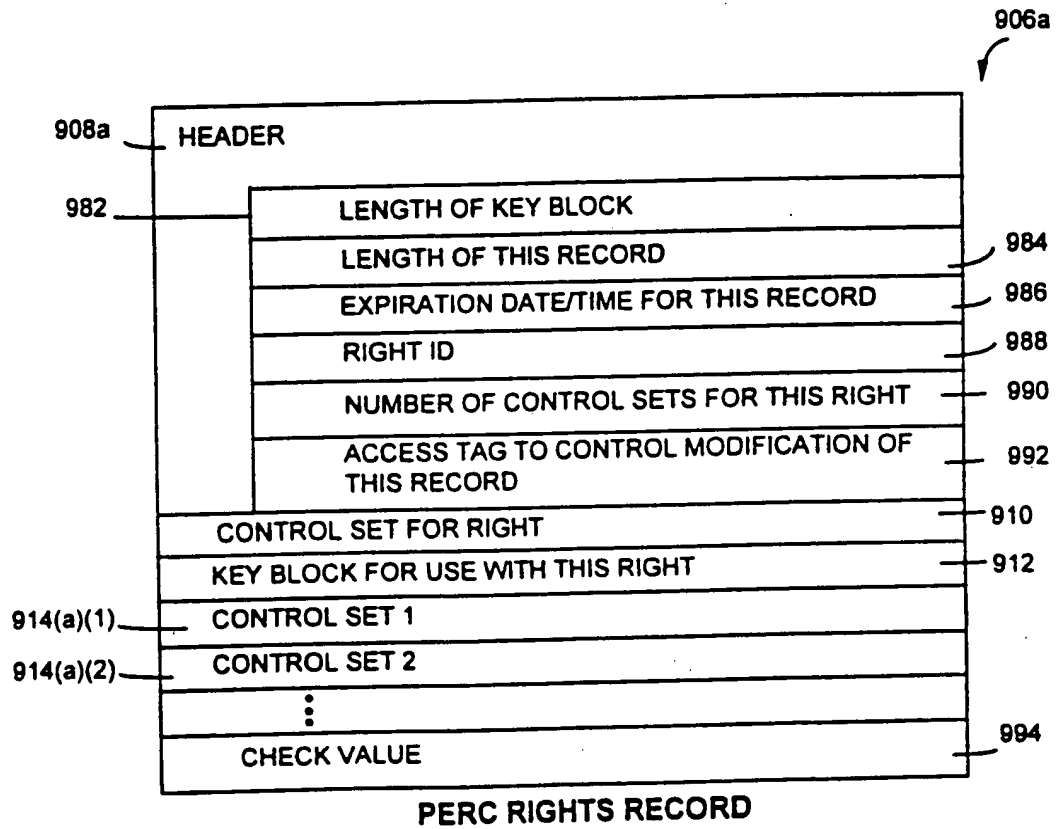 906a
908a HEADER
982 LENGTH OF KEY BLOCK
LENGTH OF THIS RECORD 984
EXPIRATION DATE/TIME FOR THIS RECORD 986
RIGHT ID 988
NUMBER OF CONTROL SETS FOR THIS RIGHT 990
ACCESS TAG TO CONTROL MODIFICATION OF
THIS RECORD 992
CONTROL SET FOR RIGHT 910
KEY BLOCK FOR USE WITH THIS RIGHT 912
914(a)(1) CONTROL SET 1
914(a)(2) CONTROL SET 2
CHECK VALUE 994
PERC RIGHTS RECORD